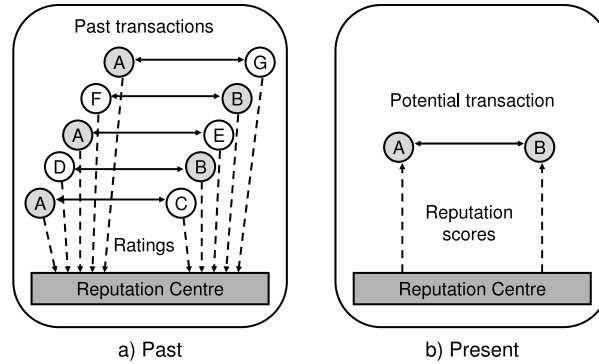 Past transactions
A G
F B
A E
D B
A C
Ratings
Reputation Centre
a) Past
Potential transaction
A B
Reputation
scores
Reputation Centre
b) Present